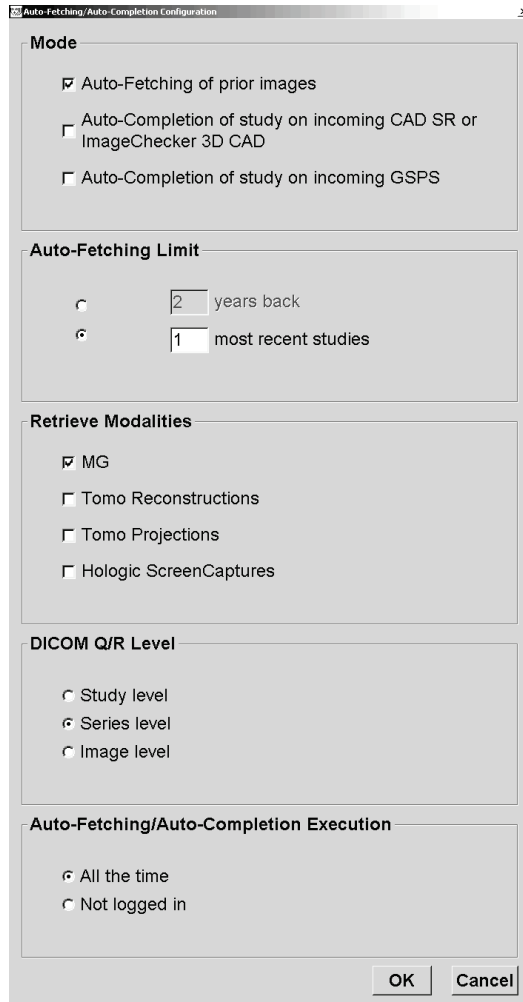 Auto-Fetching/Auto-Completion Configuration
Mode
Auto-Fetching of prior images
Auto-Completion of study on incoming CAD SR or
ImageChecker 3D CAD
Auto-Completion of study on incoming GSPS
Auto-Fetching Limit
2 years back
1 most recent studies
Retrieve Modalities
MG
Tomo Reconstructions
Tomo Projections
Hologic ScreenCaptures
DICOM Q/R Level
Study level
Series level
Image level
Auto-Fetching/Auto-Completion Execution
All the time
Not logged in
OK Cancel